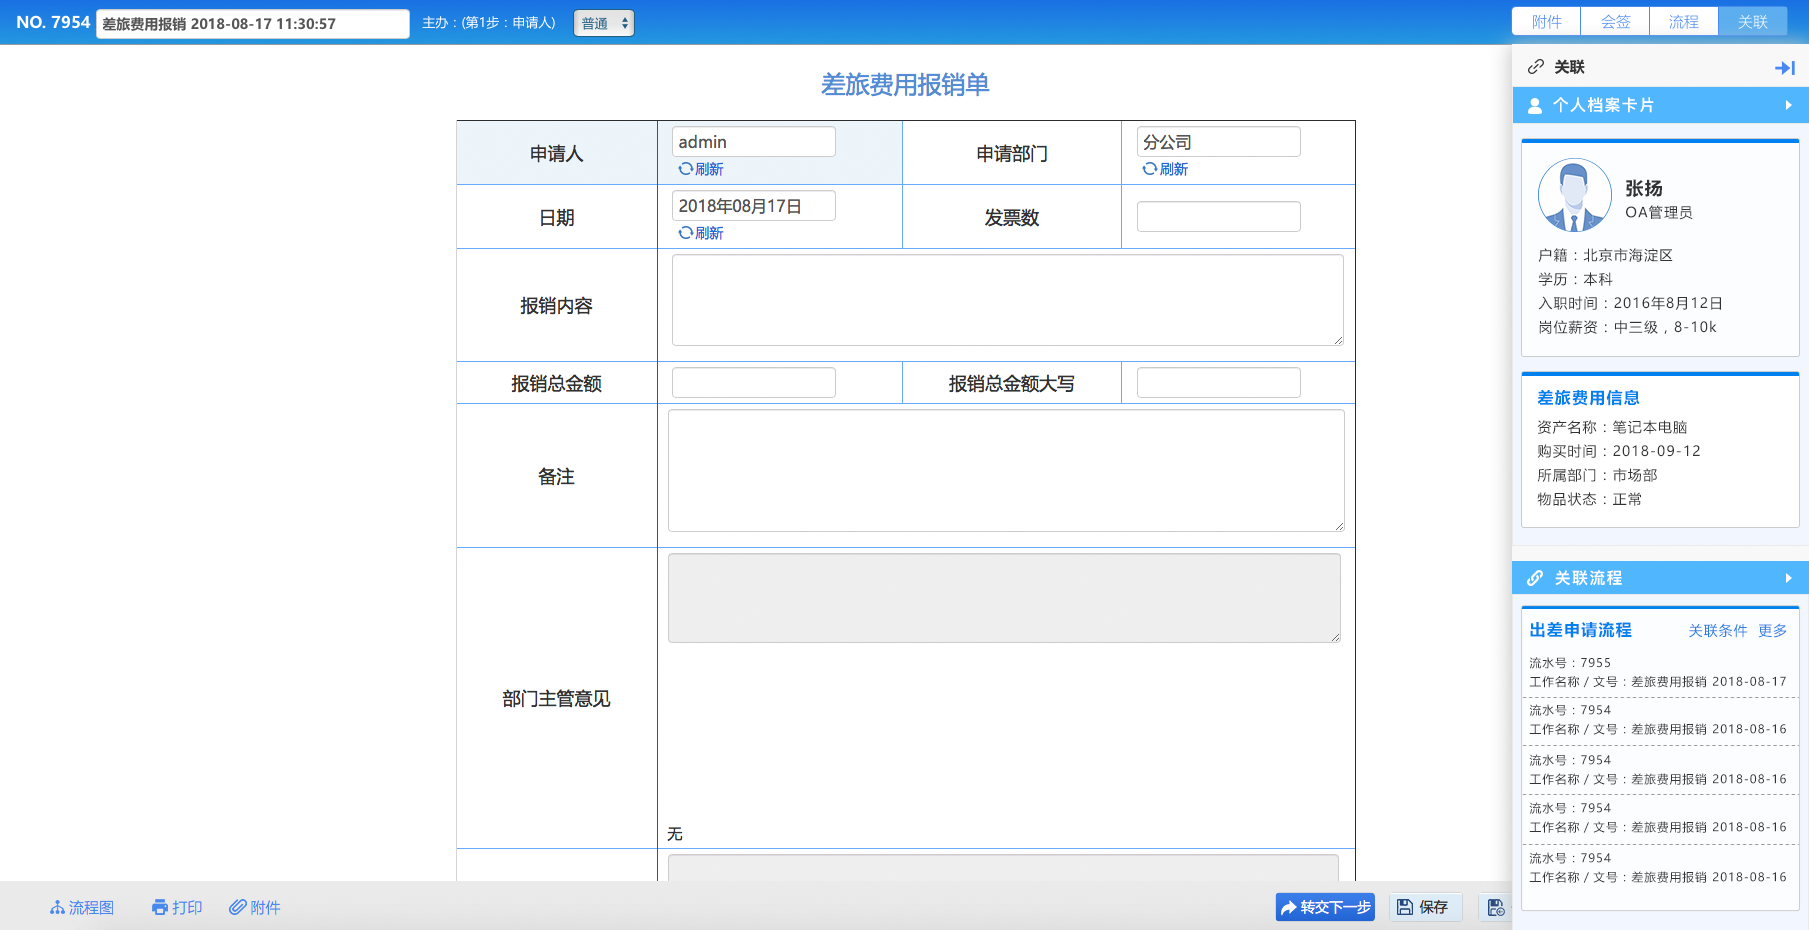 NO. 7954 差旅费用报销 2018-08-17 11:30:57 主办：(第1步：申请人) 普通
附件 会签 流程 关联
关联
个人档案卡片
张扬
OA管理员
户籍：北京市海淀区
学历：本科
入职时间：2016年8月12日
岗位薪资：中三级，8-10k
差旅费用信息
资产名称：笔记本电脑
购买时间：2018-09-12
所属部门：市场部
物品状态：正常
关联流程
出差申请流程 关联条件 更多
流水号：7955
工作名称 / 文号：差旅费用报销 2018-08-17
流水号：7954
工作名称 / 文号：差旅费用报销 2018-08-16
流水号：7954
工作名称 / 文号：差旅费用报销 2018-08-16
流水号：7954
工作名称 / 文号：差旅费用报销 2018-08-16
流水号：7954
工作名称 / 文号：差旅费用报销 2018-08-16
差旅费用报销单
申请人 admin 申请部门 分公司
刷新 刷新
日期 2018年08月17日 发票数
刷新
报销内容
报销总金额 报销总金额大写
备注
部门主管意见
无
流程图 打印 附件 转交下一步 保存